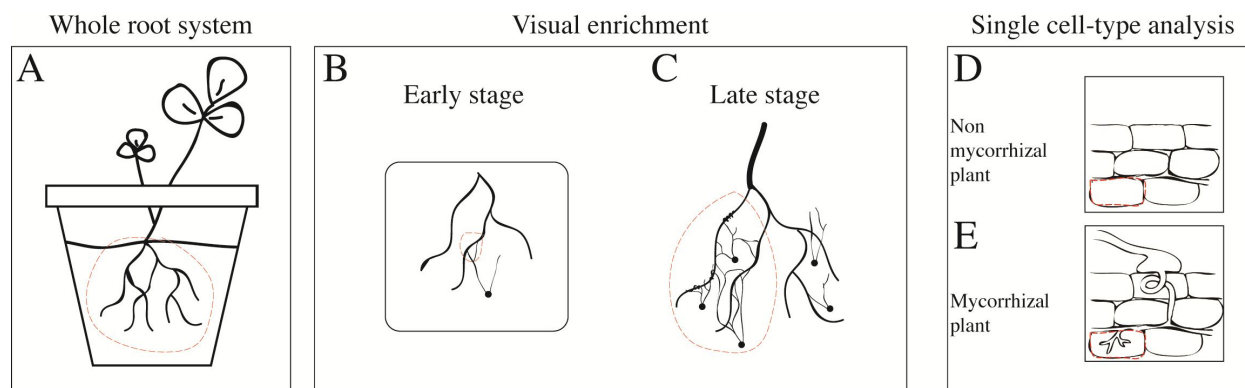 Whole root system
Visual enrichment
Single cell-type analysis
A
B
Early stage
C
Late stage
D
Non
mycorrhizal
plant
E
Mycorrhizal
plant